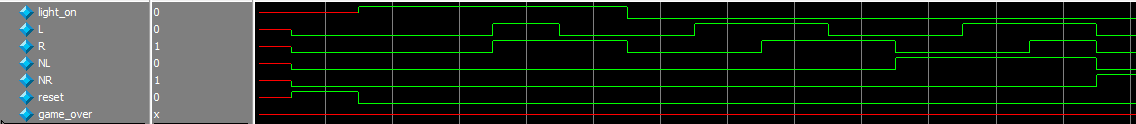 light_on 0
L 0
R 1
NL 0
NR 1
reset 0
game_over x